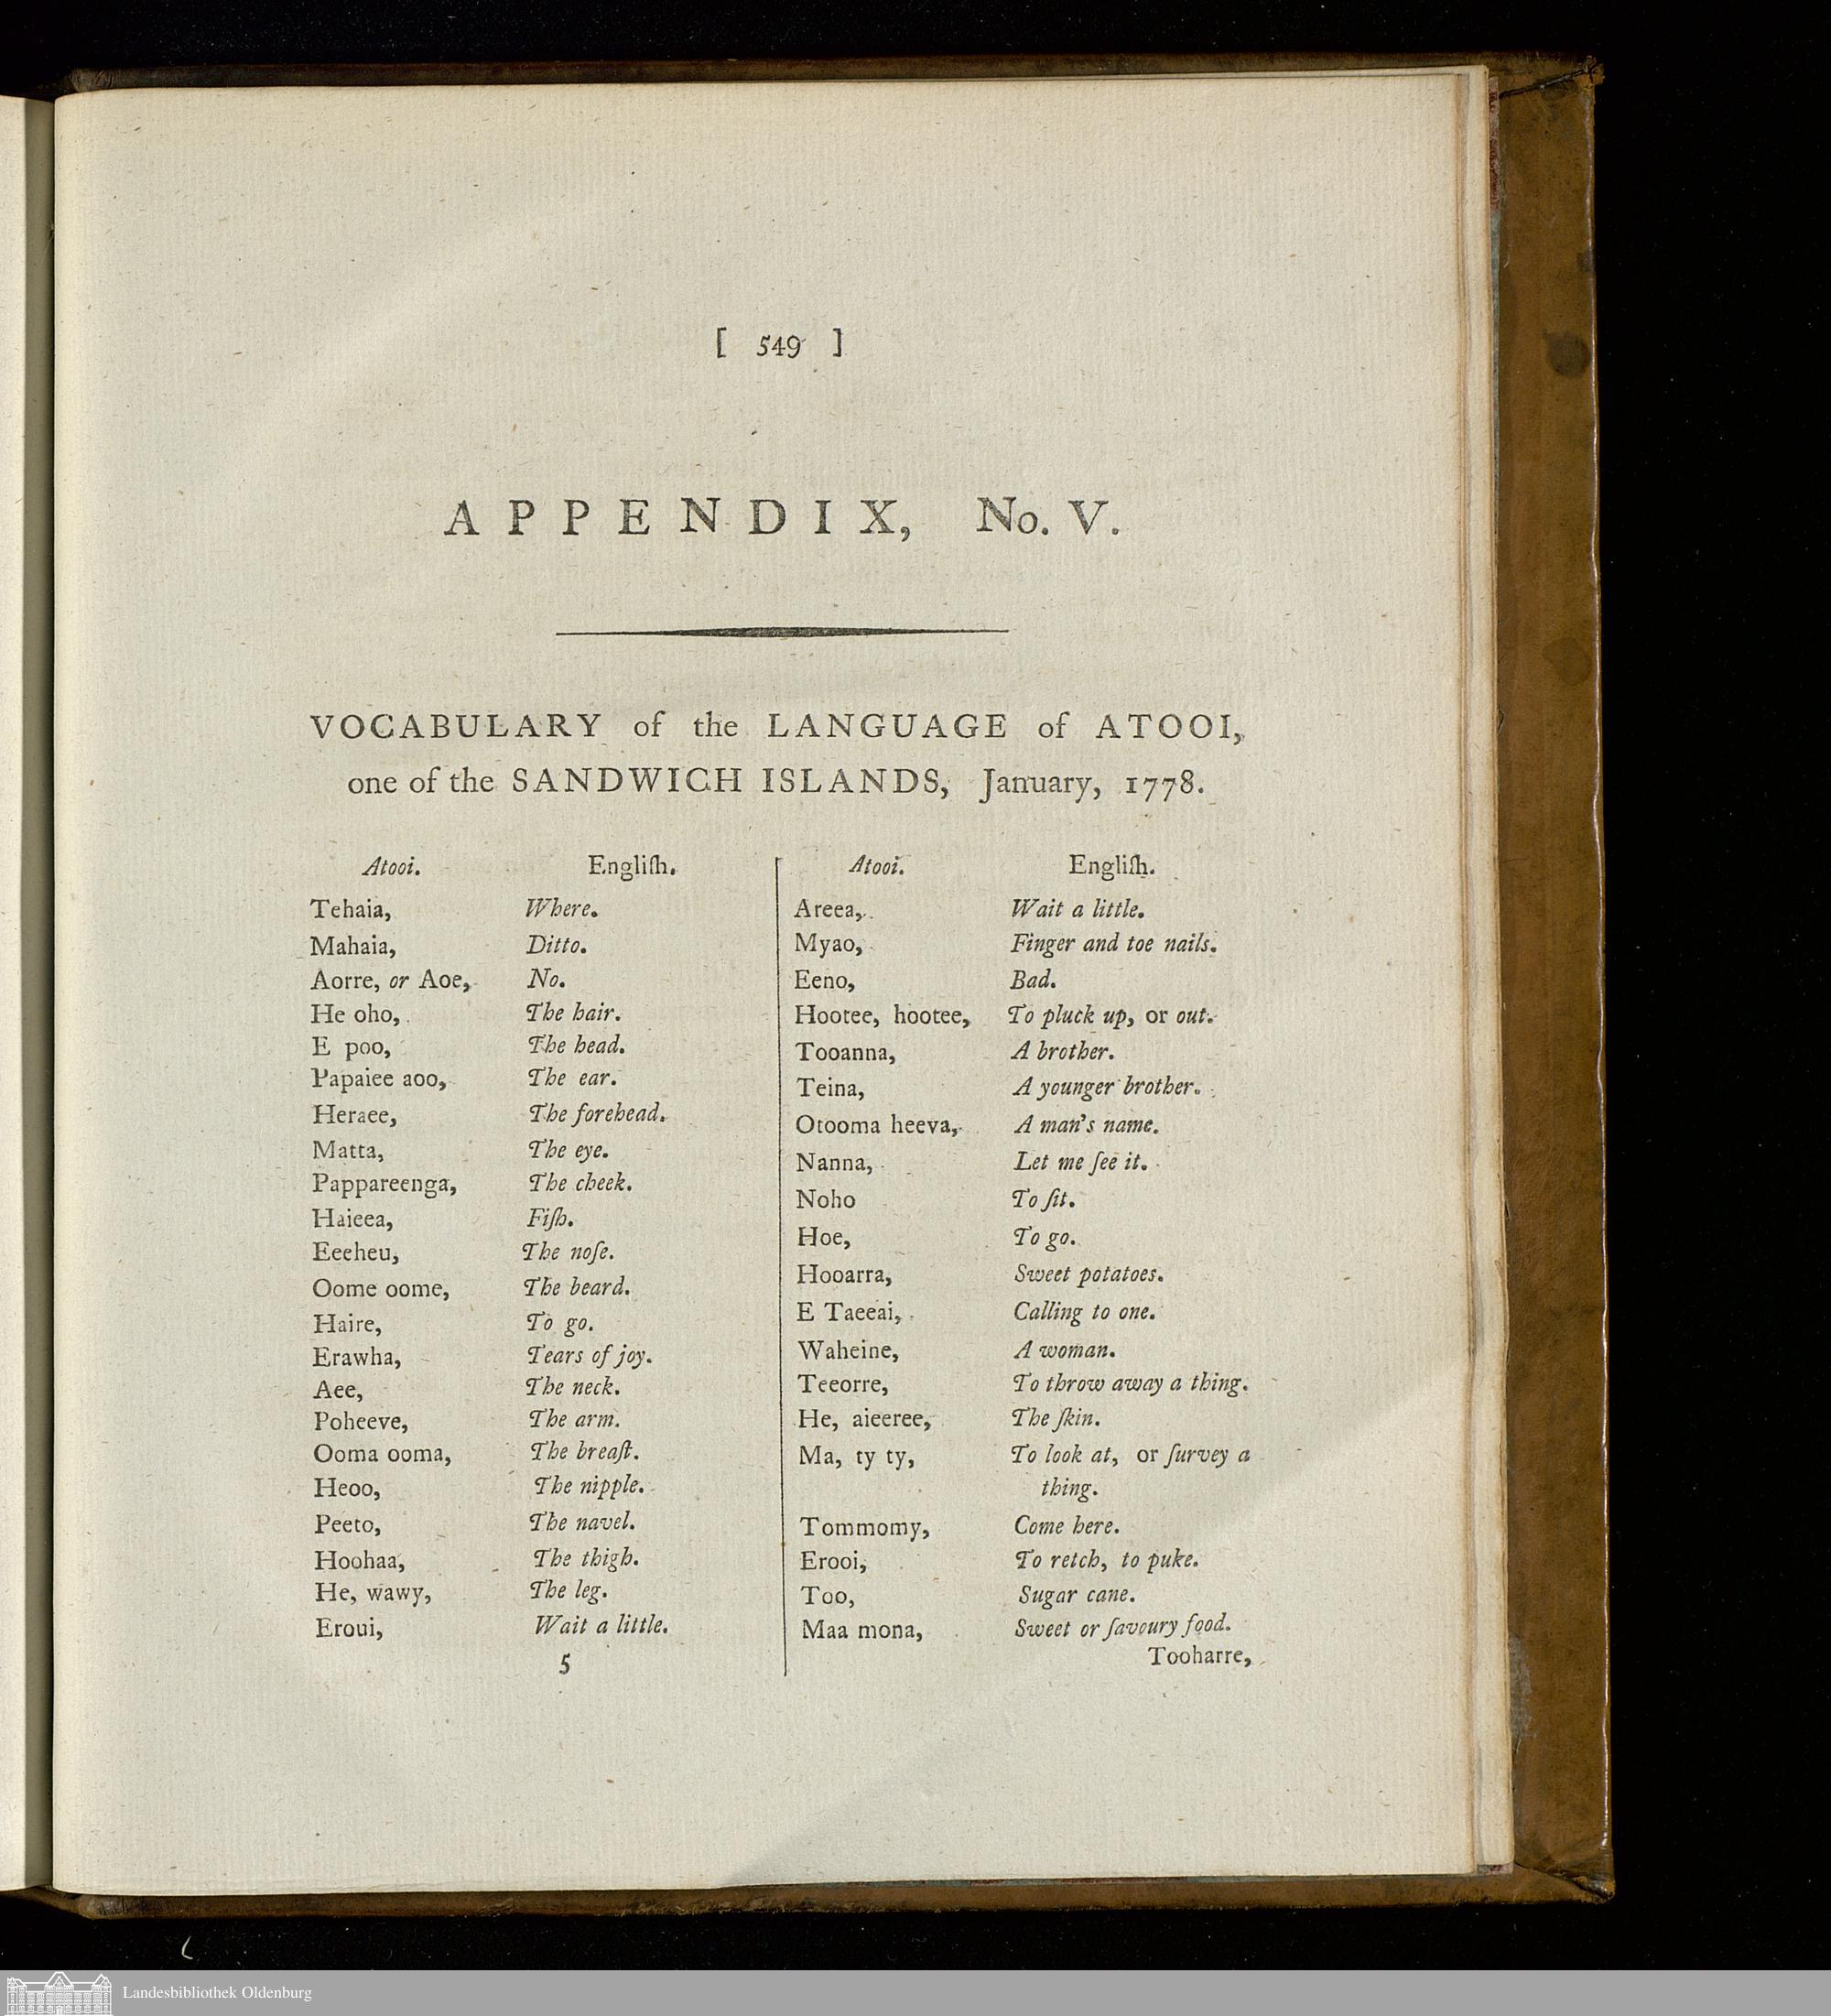 [ 549 ]
APPENDIX, No. V.
VOCABULARY of the LANGUAGE of ATOOI,
one of the SANDWICH ISLANDS, January, 1778.
Atooi. Engliſh.
Tehaia, Where.
Mahaia, Ditto.
Aorre, or Aoe, No.
He oho, The hair.
E poo, The head.
Papaiee aoo, The ear.
Heraee, The forehead.
Matta, The eye.
Pappareenga, The cheek.
Haieea, Fiſh.
Eeeheu, The noſe.
Oome oome, The beard.
Haire, To go.
Erawha, Tears of joy.
Aee, The neck.
Poheeve, The arm.
Ooma ooma, The breaſt.
Heoo, The nipple.
Peeto, The navel.
Hoohaa, The thigh.
He, wawy, The leg.
Eroui, Wait a little.
5
Atooi. Engliſh.
Areea, Wait a little.
Myao, Finger and toe nails.
Eeno, Bad.
Hootee, hootee, To pluck up, or out.
Tooanna, A brother.
Teina, A younger brother.
Otooma heeva, A man's name.
Nanna, Let me ſee it.
Noho To ſit.
Hoe, To go.
Hooarra, Sweet potatoes.
E Taeeai, Calling to one.
Waheine, A woman.
Teeorre, To throw away a thing.
He, aieeree, The ſkin.
Ma, ty ty, To look at, or ſurvey a
thing.
Tommomy, Come here.
Erooi, To retch, to puke.
Too, Sugar cane.
Maa mona, Sweet or ſavoury food.
Tooharre,
Landesbibliothek Oldenburg